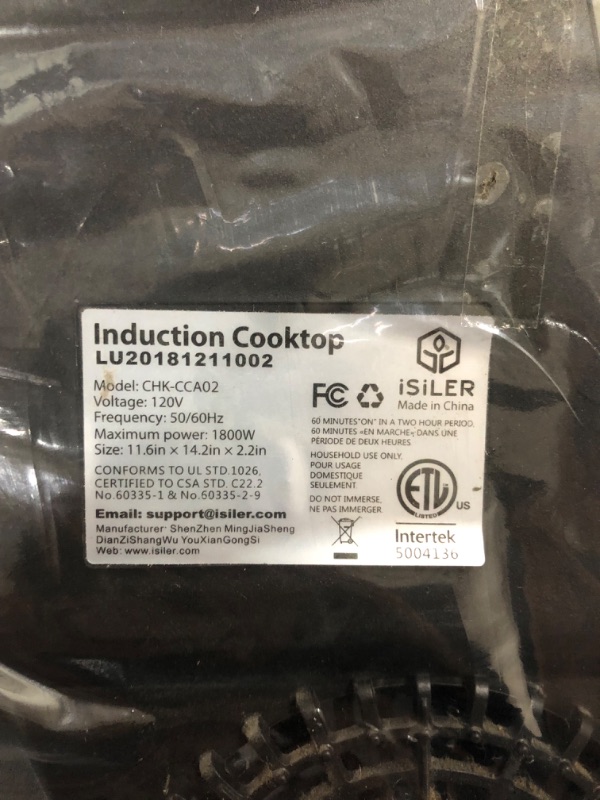 Induction Cooktop
LU20181211002
Model: CHK-CCA02
Voltage: 120V
Frequency: 50/60Hz
Maximum power: 1800W
Size: 11.6in × 14.2in × 2.2in
CONFORMS TO UL STD.1026,
CERTIFIED TO CSA STD. C22.2
No.60335-1 & No.60335-2-9
Email: support@isiler.com
Manufacturer: ShenZhen MingJiaSheng
DianZiShangWu YouXianGongSi
Web: www.isiler.com
FC
iSiLER
Made in China
60 MINUTES"ON" IN A TWO HOUR PERIOD.
60 MINUTES «EN MARCHE» DANS UNE
PÉRIODE DE DEUX HEURES
HOUSEHOLD USE ONLY.
POUR USAGE
DOMESTIQUE
SEULEMENT.
DO NOT IMMERSE.
NE PAS IMMERGER
ETL
LISTED
US
Intertek
5004136